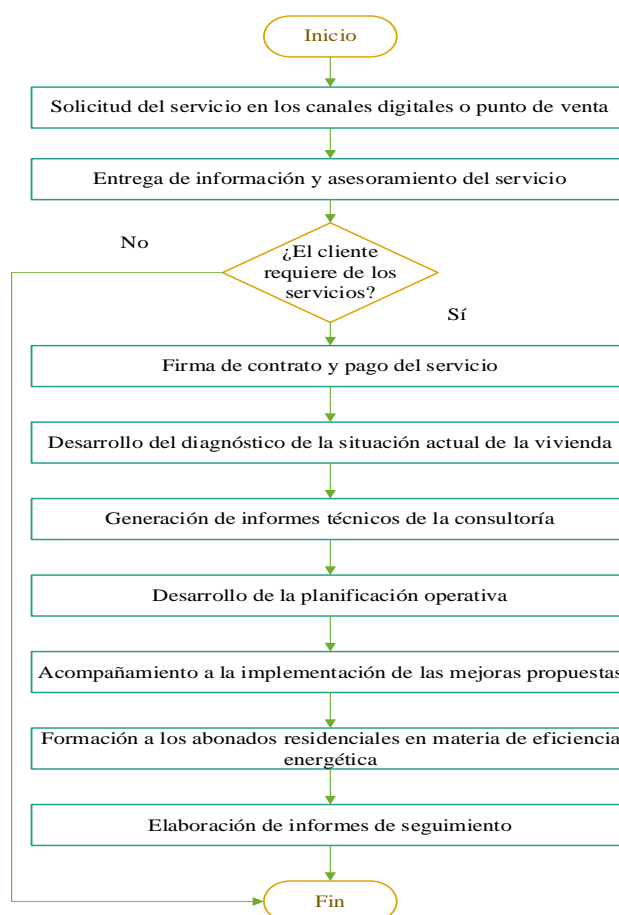 Inicio
Solicitud del servicio en los canales digitales o punto de venta
Entrega de información y asesoramiento del servicio
No
¿El cliente
requiere de los
servicios?
Sí
Firma de contrato y pago del servicio
Desarrollo del diagnóstico de la situación actual de la vivienda
Generación de informes técnicos de la consultoría
Desarrollo de la planificación operativa
Acompañamiento a la implementación de las mejoras propuestas
Formación a los abonados residenciales en materia de eficiencia
energética
Elaboración de informes de seguimiento
Fin